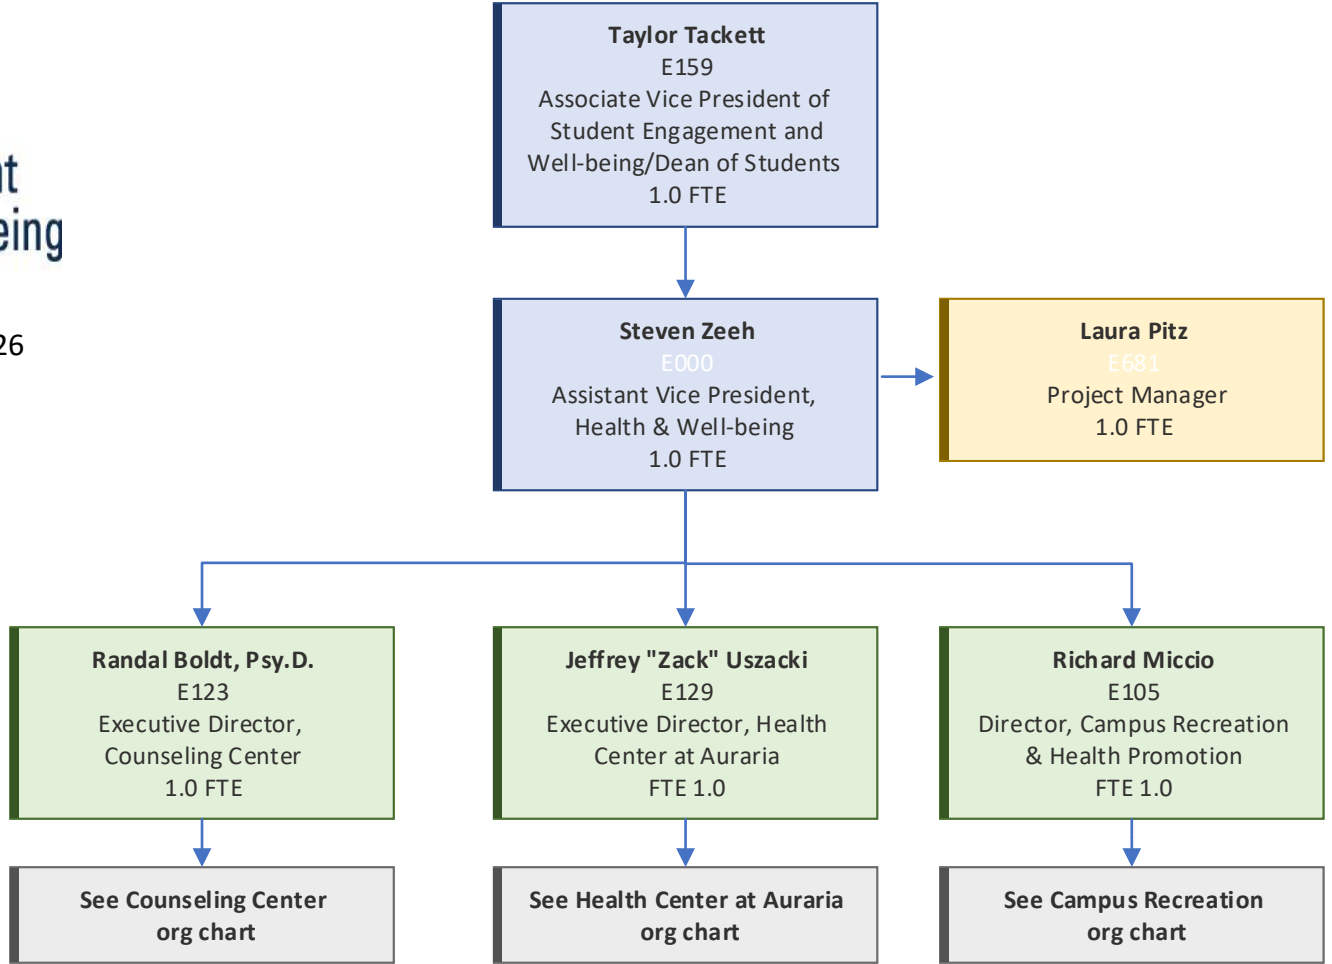 Taylor Tackett
E159
Associate Vice President of
Student Engagement and
Well-being/Dean of Students
1.0 FTE
nt
eing
26
Steven Zeeh
E000
Assistant Vice President,
Health & Well-being
1.0 FTE
Laura Pitz
E681
Project Manager
1.0 FTE
Randal Boldt, Psy.D.
E123
Executive Director,
Counseling Center
1.0 FTE
Jeffrey "Zack" Uszacki
E129
Executive Director, Health
Center at Auraria
FTE 1.0
Richard Miccio
E105
Director, Campus Recreation
& Health Promotion
FTE 1.0
See Counseling Center
org chart
See Health Center at Auraria
org chart
See Campus Recreation
org chart